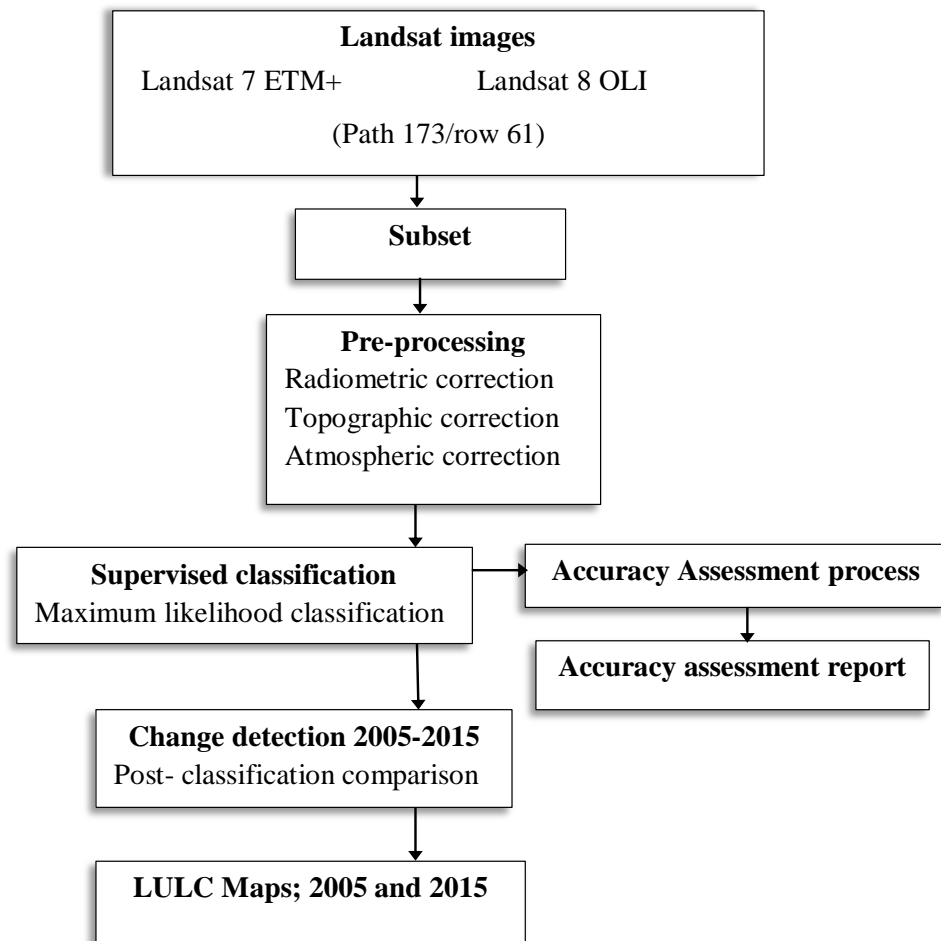 Landsat images
Landsat 7 ETM+ Landsat 8 OLI
(Path 173/row 61)
Subset
Pre-processing
Radiometric correction
Topographic correction
Atmospheric correction
Supervised classification
Maximum likelihood classification
Accuracy Assessment process
Accuracy assessment report
Change detection 2005-2015
Post- classification comparison
LULC Maps; 2005 and 2015